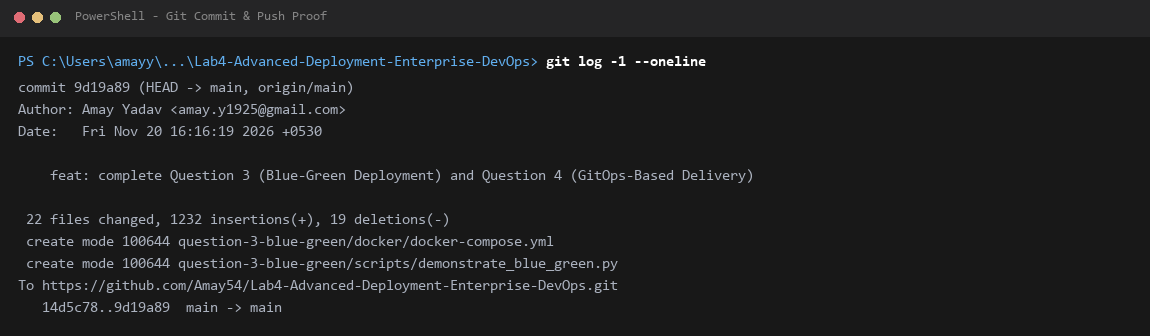 PowerShell - Git Commit & Push Proof
PS C:\Users\amayy\...\Lab4-Advanced-Deployment-Enterprise-DevOps> git log -1 --oneline
commit 9d19a89 (HEAD -> main, origin/main)
Author: Amay Yadav <amay.y1925@gmail.com>
Date:   Fri Nov 20 16:16:19 2026 +0530
    feat: complete Question 3 (Blue-Green Deployment) and Question 4 (GitOps-Based Delivery)
 22 files changed, 1232 insertions(+), 19 deletions(-)
 create mode 100644 question-3-blue-green/docker/docker-compose.yml
 create mode 100644 question-3-blue-green/scripts/demonstrate_blue_green.py
To https://github.com/Amay54/Lab4-Advanced-Deployment-Enterprise-DevOps.git
   14d5c78..9d19a89  main -> main